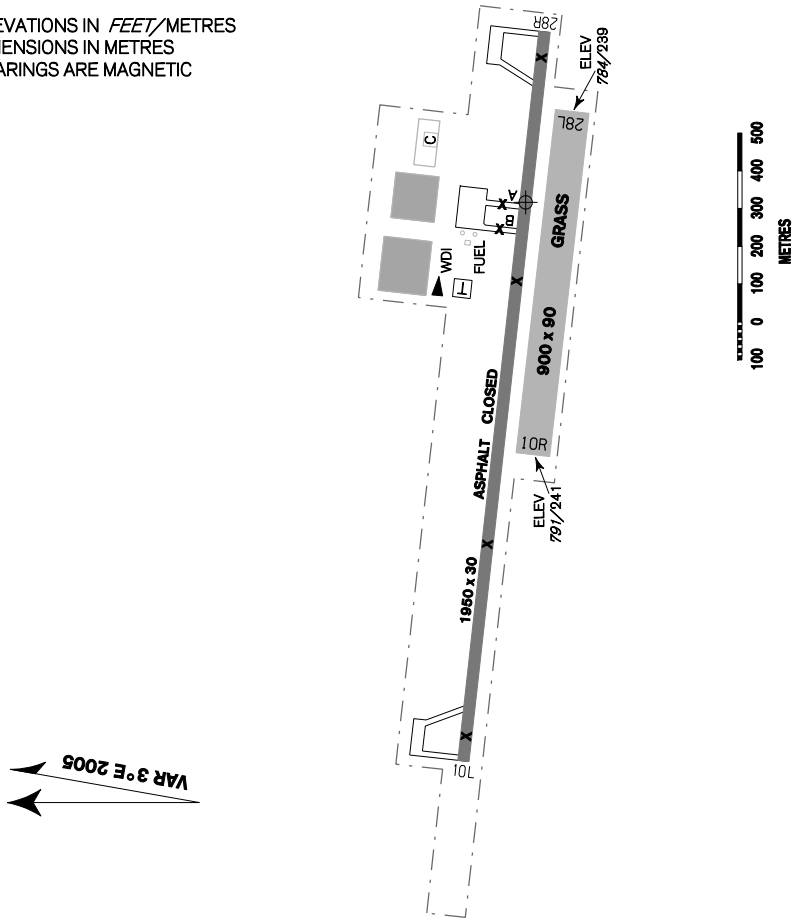 EVATIONS IN FEET/METRES
MENSIONS IN METRES
ARINGS ARE MAGNETIC
28R
ELEV
784/239
28L
C
A
B
GRASS
WDI
FUEL
T
900 x 90
ASPHALT CLOSED
10R
ELEV
791/241
1950 x 30
10L
VAR 3°E 2005
500
400
300
200
100
0
100
METRES